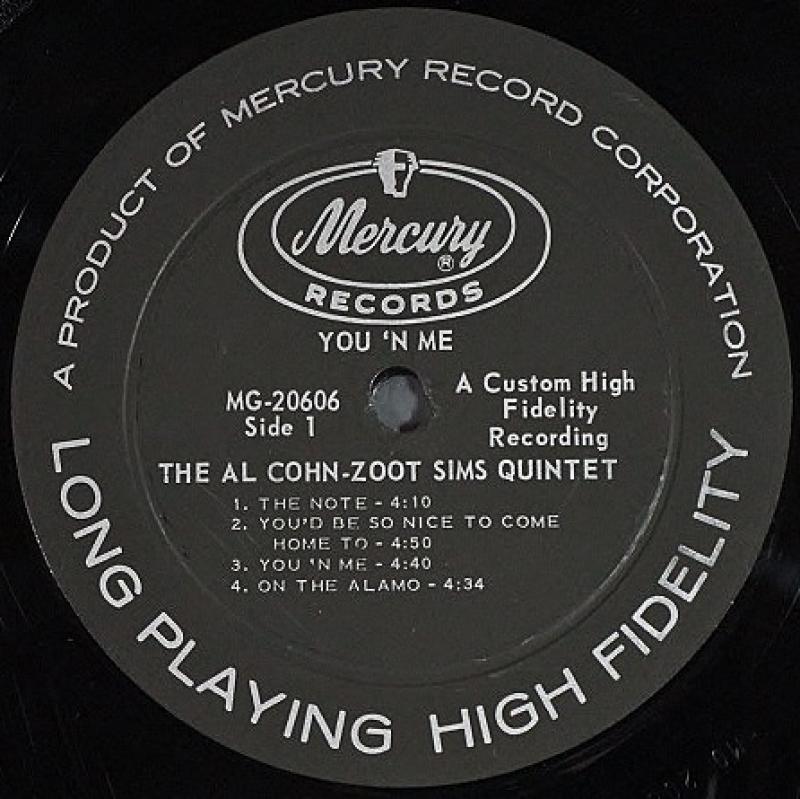 A PRODUCT OF MERCURY RECORD CORPORATION
Mercury ®
RECORDS
YOU 'N ME
MG-20606
Side 1
A Custom High
Fidelity
Recording
THE AL COHN-ZOOT SIMS QUINTET
1. THE NOTE - 4:10
2. YOU'D BE SO NICE TO COME
HOME TO - 4:50
3. YOU 'N ME - 4:40
4. ON THE ALAMO - 4:34
LONG PLAYING HIGH FIDELITY